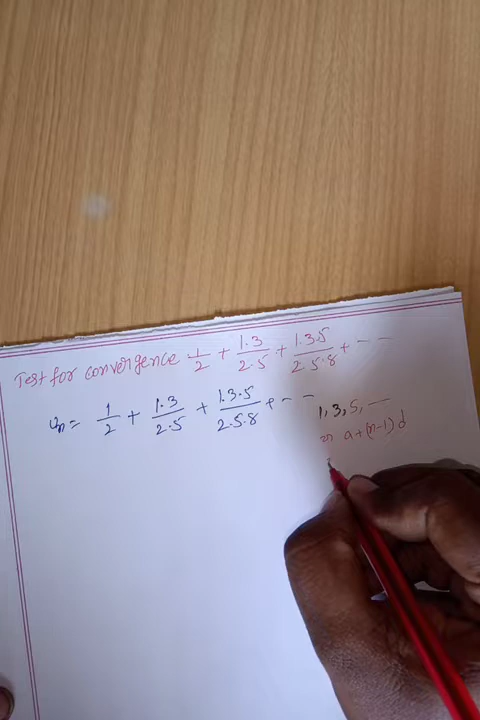 Test for convergence 1/2 + 1.3/2.5 + 1.3.5/2.5.8 + - -
un = 1/2 + 1.3/2.5 + 1.3.5/2.5.8 + - -
1, 3, 5, - -
a+(n-1)d